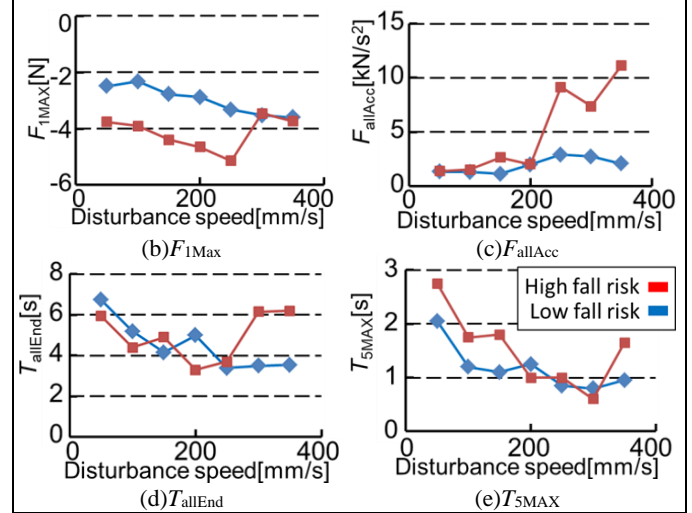 0
-2
-4
-6
F1MAX[N]
0 200 400
Disturbance speed[mm/s]
(b)F1Max
15
10
5
0
FallAcc[kN/s²]
0 200 400
Disturbance speed[mm/s]
(c)FallAcc
8
6
4
2
0
TallEnd[s]
0 200 400
Disturbance speed[mm/s]
(d)TallEnd
3
2
1
0
T5MAX[s]
High fall risk
Low fall risk
0 200 400
Disturbance speed[mm/s]
(e)T5MAX